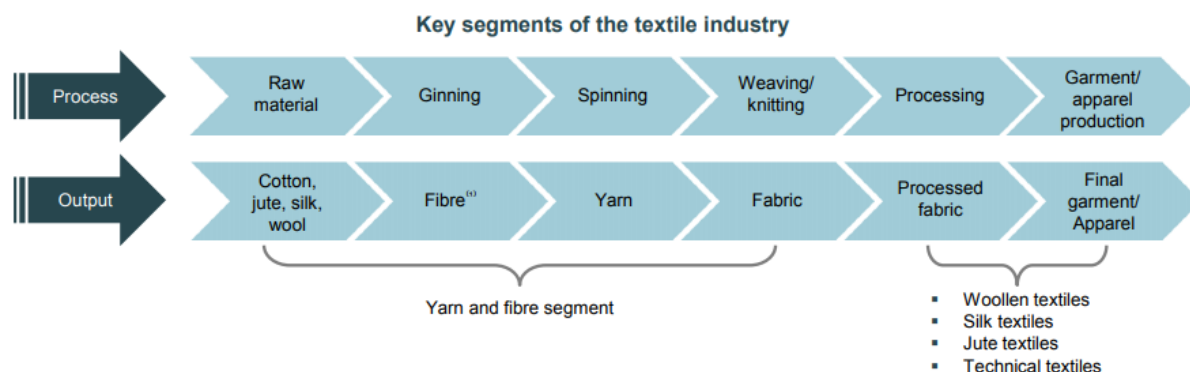 Key segments of the textile industry
Process
Raw
material
Ginning
Spinning
Weaving/
knitting
Processing
Garment/
apparel
production
Output
Cotton,
jute, silk,
wool
Fibre⁽¹⁾
Yarn
Fabric
Processed
fabric
Final
garment/
Apparel
Yarn and fibre segment
▪ Woollen textiles
▪ Silk textiles
▪ Jute textiles
▪ Technical textiles